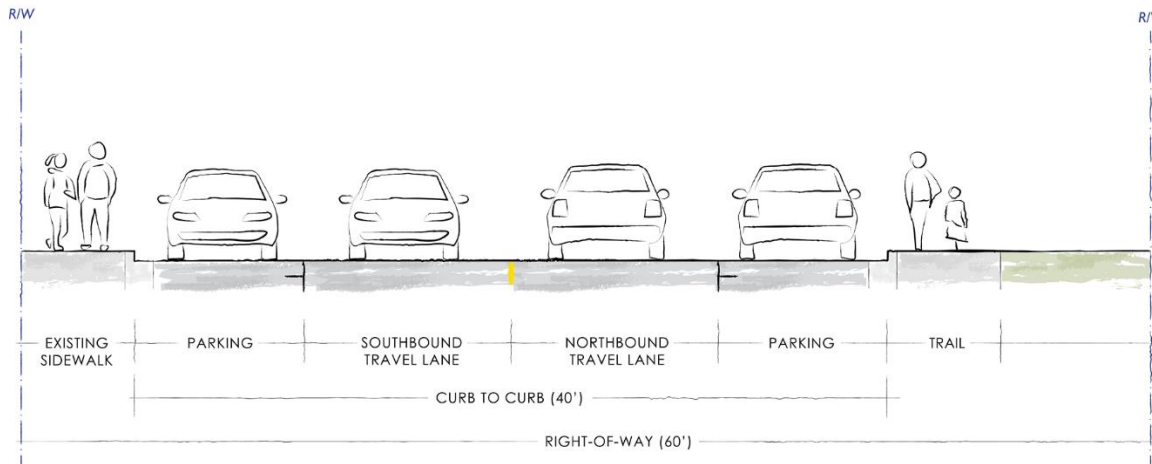 R/W
R/
EXISTING
SIDEWALK
PARKING
SOUTHBOUND
TRAVEL LANE
NORTHBOUND
TRAVEL LANE
PARKING
TRAIL
CURB TO CURB (40')
RIGHT-OF-WAY (60')